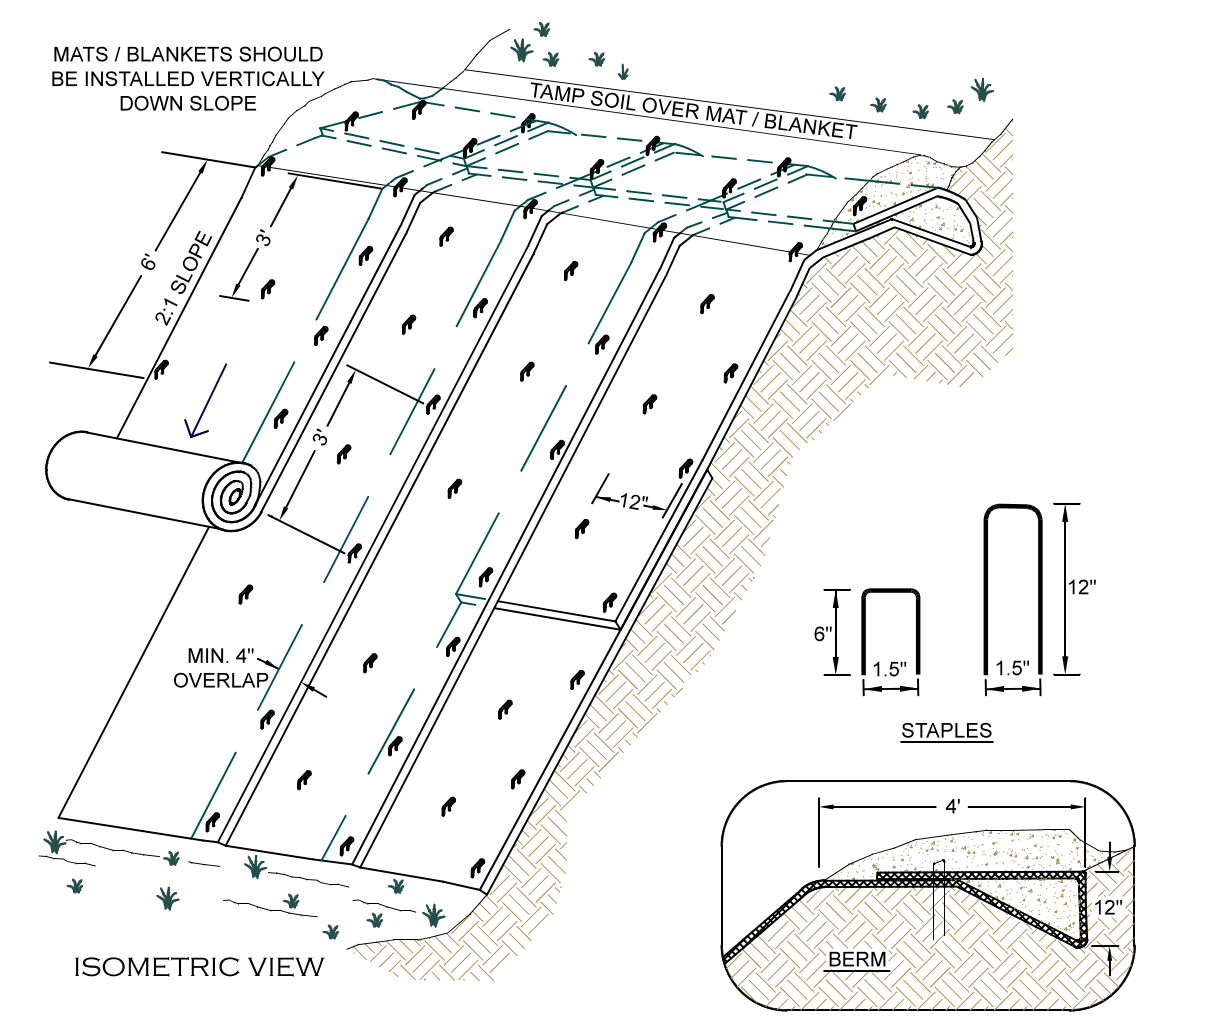 MATS / BLANKETS SHOULD
BE INSTALLED VERTICALLY
DOWN SLOPE
TAMP SOIL OVER MAT / BLANKET
6'
2:1 SLOPE
3'
3'
12"
MIN. 4"
OVERLAP
6"
1.5"
12"
1.5"
STAPLES
4'
12"
BERM
ISOMETRIC VIEW